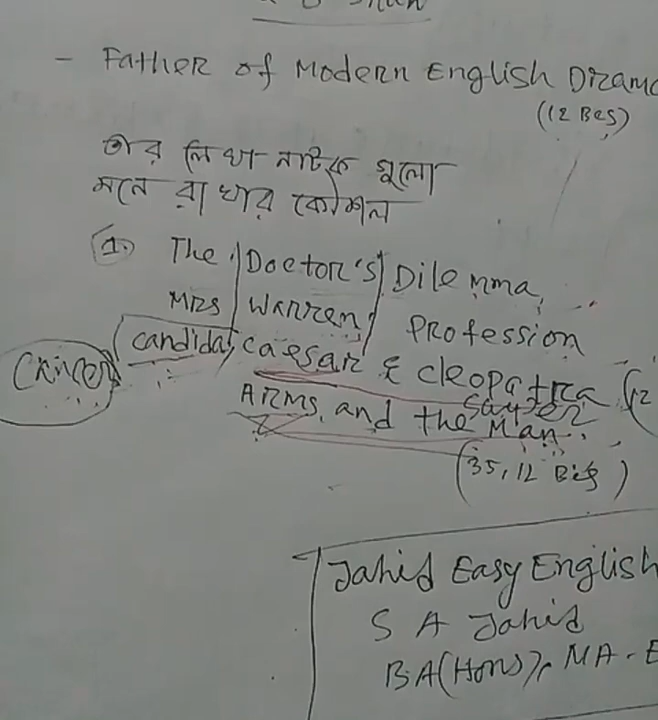 - Father of Modern English Drama
(12 Bcs)
তার লিখা নাটক গুলো
মনে রাখার কৌশল
(a.) The Doctor's Dilemma,
Mrs Warren, Profession
candida, caesar & cleopatra (12
Arms and the Man.
(35, 12 Bcs)
Jahid Easy English
S A Jahid
BA(Hons), MA - E